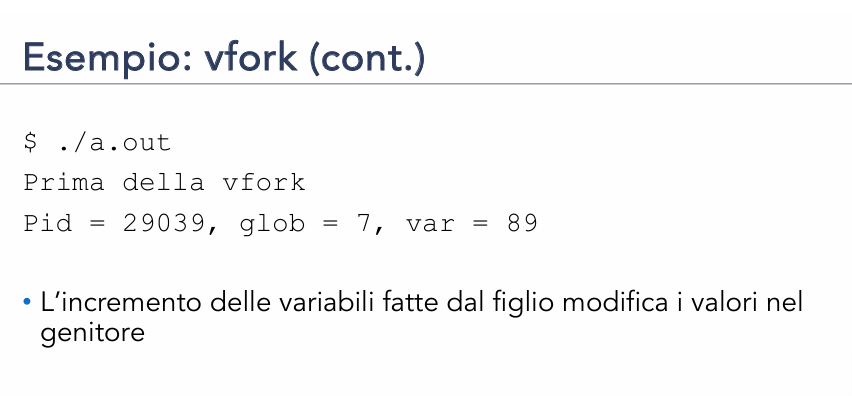 Esempio: vfork (cont.)
$ ./a.out
Prima della vfork
Pid = 29039, glob = 7, var = 89
• L'incremento delle variabili fatte dal figlio modifica i valori nel
genitore